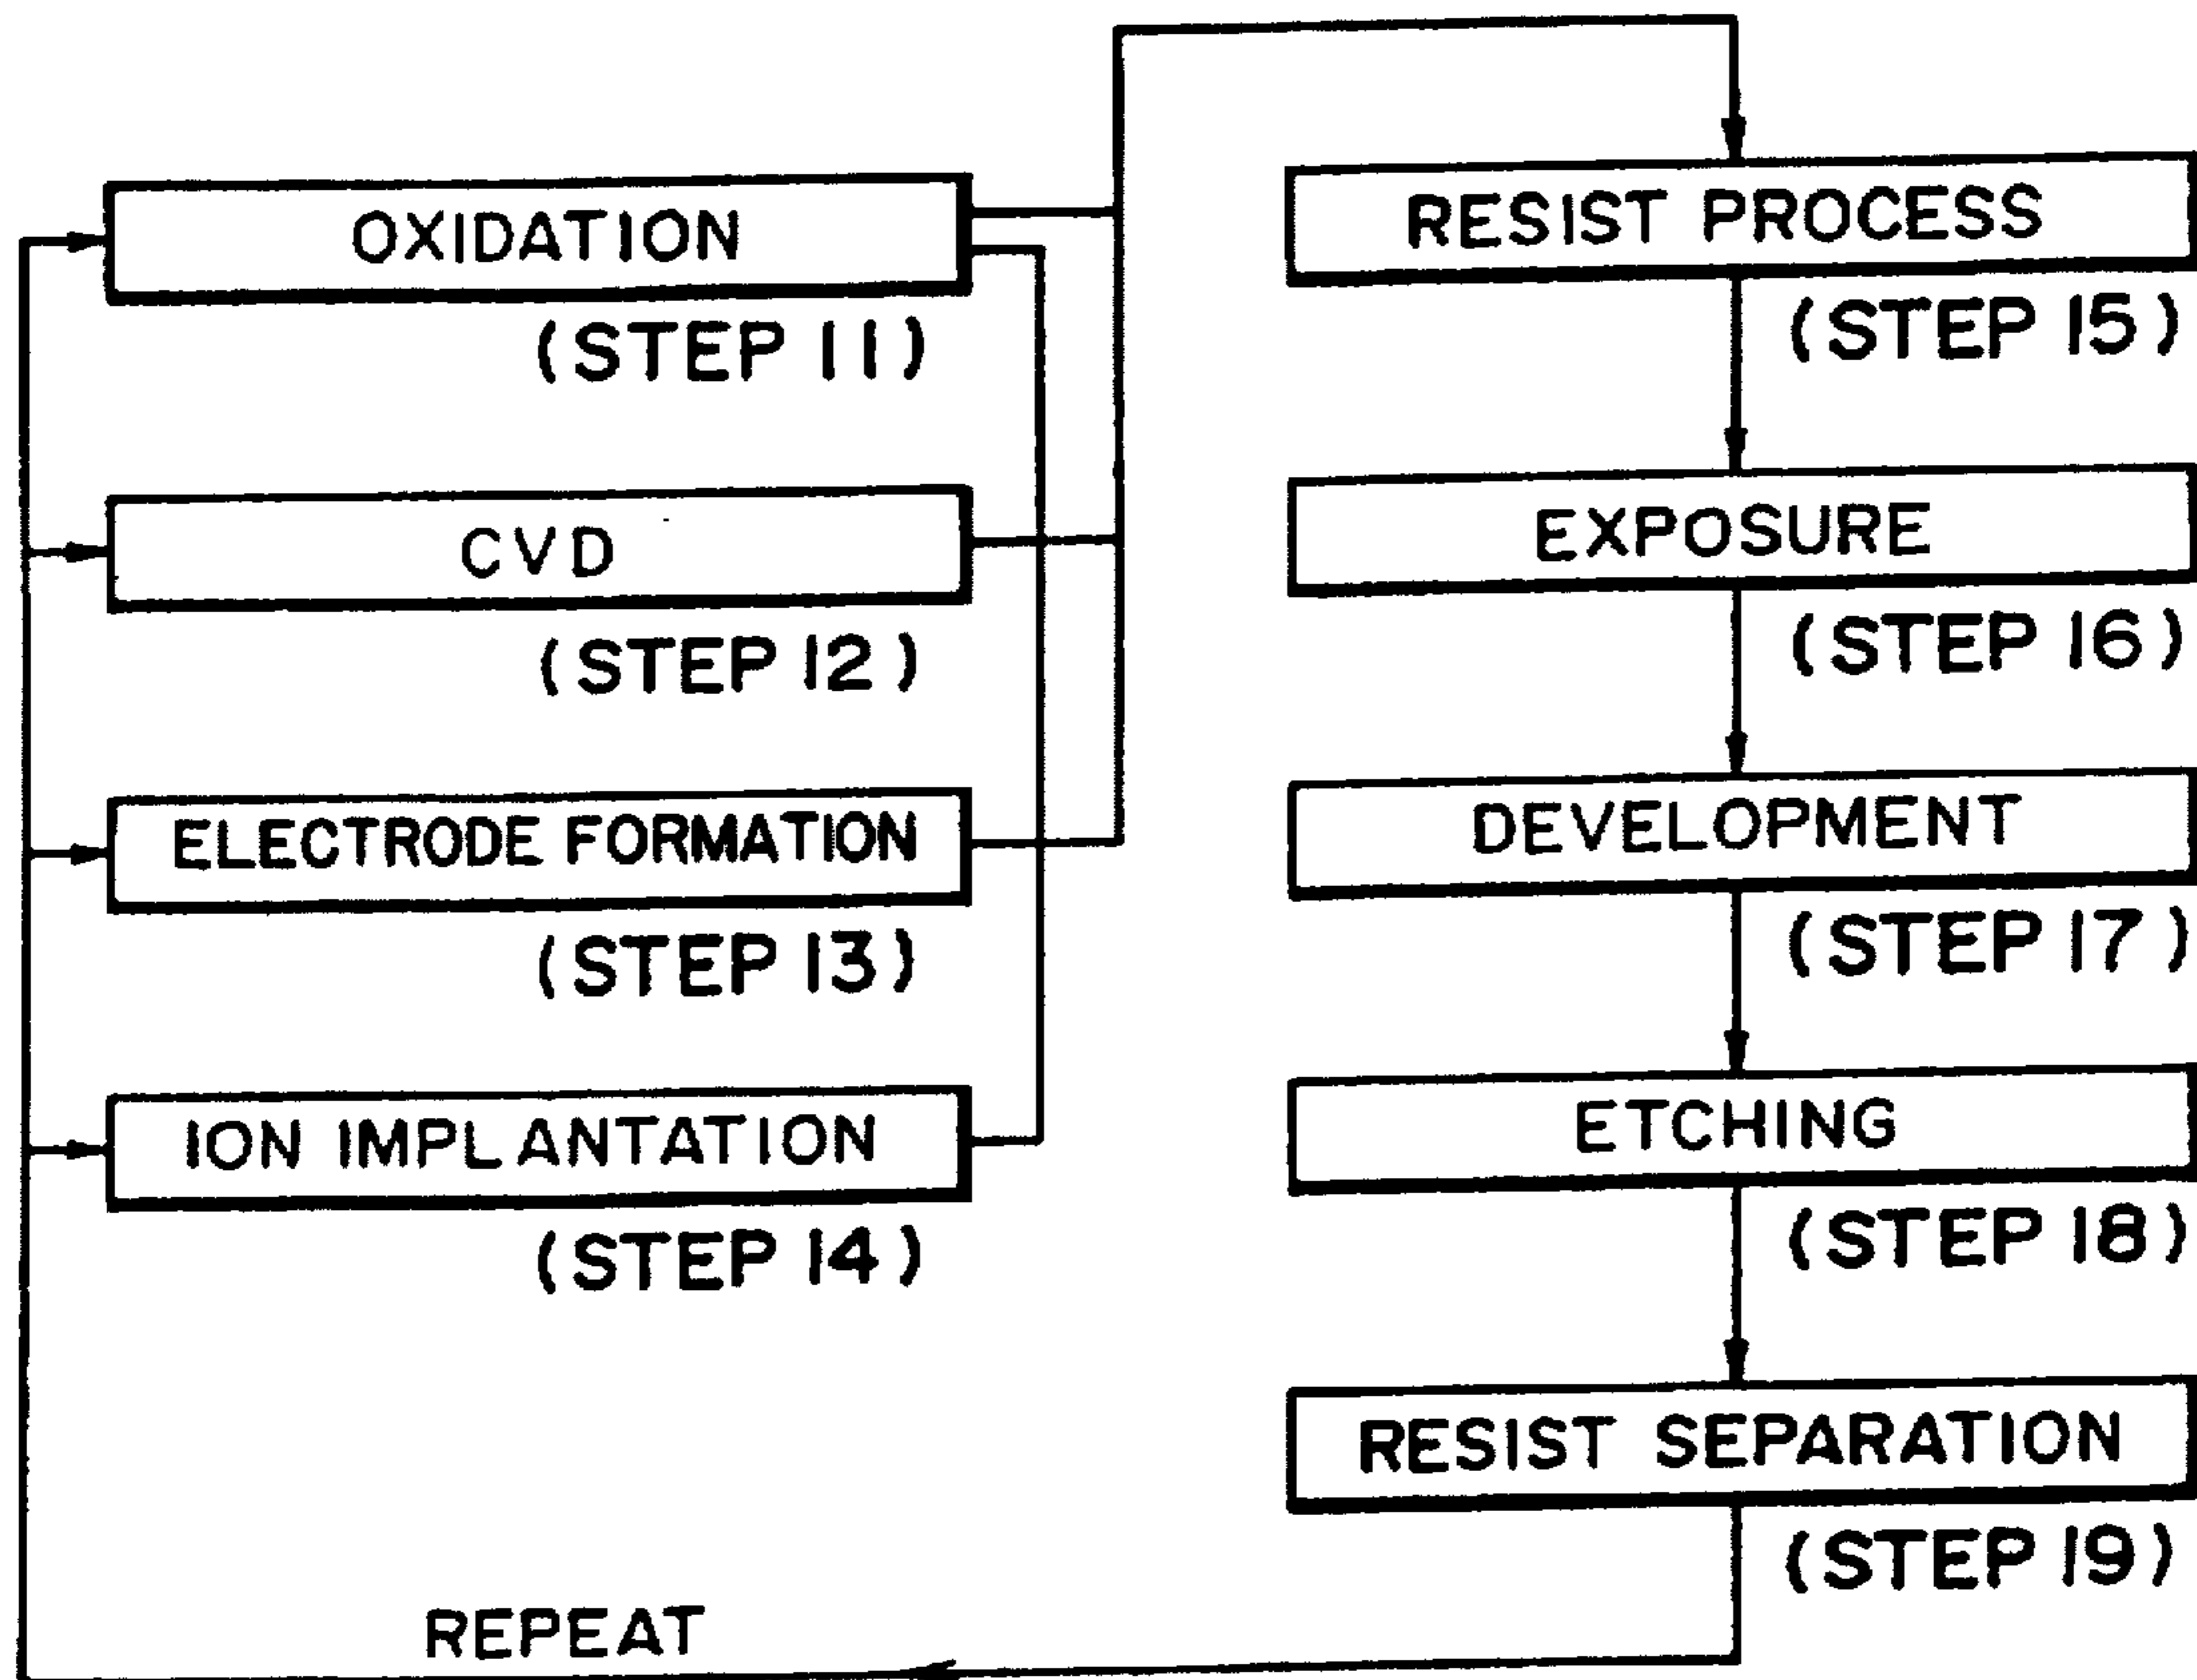 OXIDATION
(STEP 11)
CVD
(STEP 12)
ELECTRODE FORMATION
(STEP 13)
ION IMPLANTATION
(STEP 14)
RESIST PROCESS
(STEP 15)
EXPOSURE
(STEP 16)
DEVELOPMENT
(STEP 17)
ETCHING
(STEP 18)
RESIST SEPARATION
(STEP 19)
REPEAT